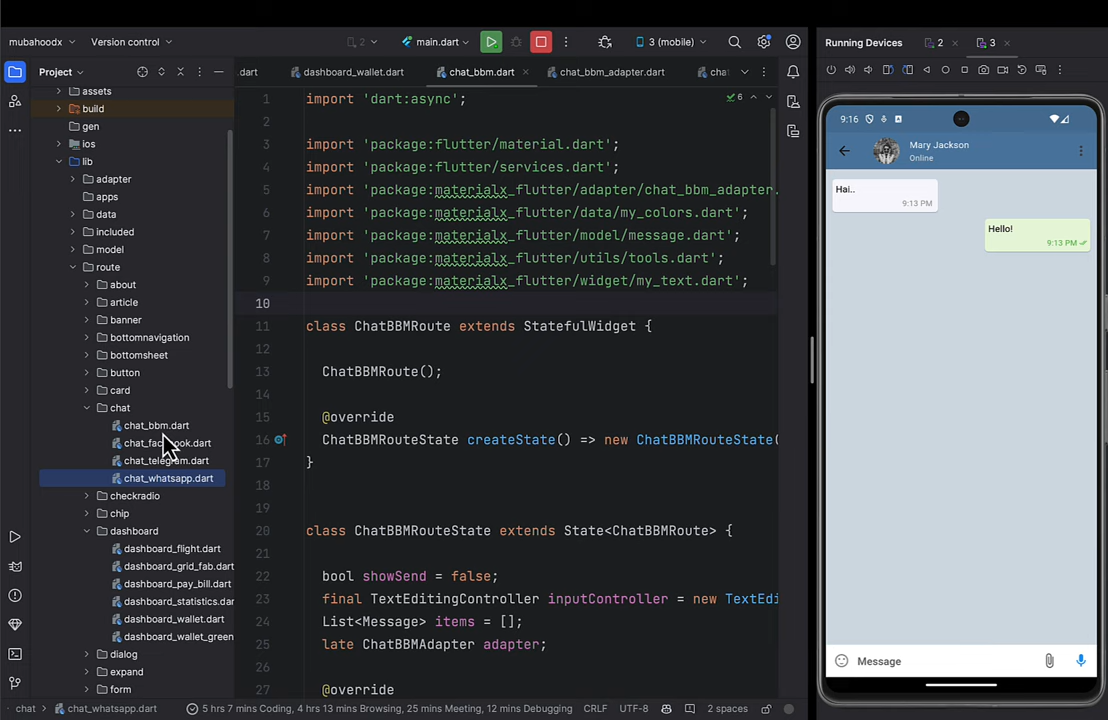 mubahoodx
Version control
2
main.dart
3 (mobile)
Running Devices
2
3
Project
.dart
dashboard_wallet.dart
chat_bbm.dart
chat_bbm_adapter.dart
cha
assets
build
gen
ios
lib
adapter
apps
data
included
model
route
about
article
banner
bottomnavigation
bottomsheet
button
card
chat
chat_bbm.dart
chat_facebook.dart
chat_telegram.dart
chat_whatsapp.dart
checkradio
chip
dashboard
dashboard_flight.dart
dashboard_grid_fab.dart
dashboard_pay_bill.dart
dashboard_statistics.dar
dashboard_wallet.dart
dashboard_wallet_green
dialog
expand
form
6
1 import 'dart:async';
2
3 import 'package:flutter/material.dart';
4 import 'package:flutter/services.dart';
5 import 'package:materialx_flutter/adapter/chat_bbm_adapter.
6 import 'package:materialx_flutter/data/my_colors.dart';
7 import 'package:materialx_flutter/model/message.dart';
8 import 'package:materialx_flutter/utils/tools.dart';
9 import 'package:materialx_flutter/widget/my_text.dart';
10
11 class ChatBBMRoute extends StatefulWidget {
12
13 ChatBBMRoute();
14
15 @override
16 ChatBBMRouteState createState() => new ChatBBMRouteState(
17 }
18
19
20 class ChatBBMRouteState extends State<ChatBBMRoute> {
21
22 bool showSend = false;
23 final TextEditingController inputController = new TextEdi
24 List<Message> items = [];
25 late ChatBBMAdapter adapter;
26
27 @override
9:16
Mary Jackson
Online
Hai..
9:13 PM
Hello!
9:13 PM
Message
chat > chat_whatsapp.dart
5 hrs 7 mins Coding, 4 hrs 13 mins Browsing, 25 mins Meeting, 12 mins Debugging
CRLF
UTF-8
2 spaces